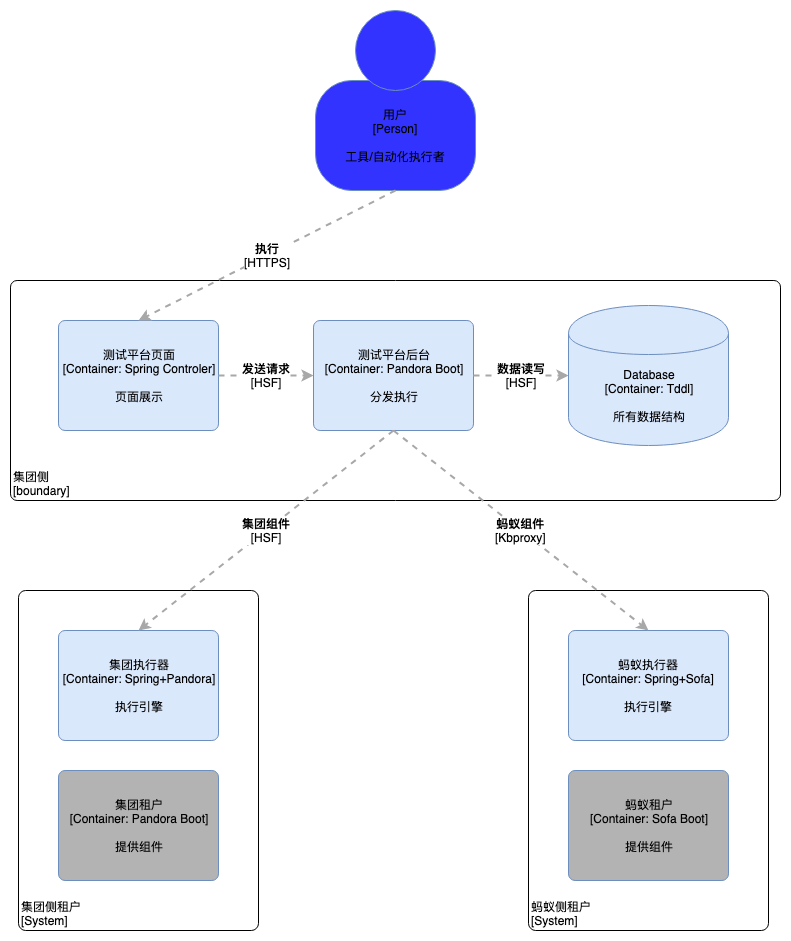 用户
[Person]
工具/自动化执行者
执行
[HTTPS]
测试平台页面
[Container: Spring Controler]
页面展示
发送请求
[HSF]
测试平台后台
[Container: Pandora Boot]
分发执行
数据读写
[HSF]
Database
[Container: Tddl]
所有数据结构
集团侧
[boundary]
集团组件
[HSF]
蚂蚁组件
[Kbproxy]
集团执行器
[Container: Spring+Pandora]
执行引擎
集团租户
[Container: Pandora Boot]
提供组件
集团侧租户
[System]
蚂蚁执行器
[Container: Spring+Sofa]
执行引擎
蚂蚁租户
[Container: Sofa Boot]
提供组件
蚂蚁侧租户
[System]